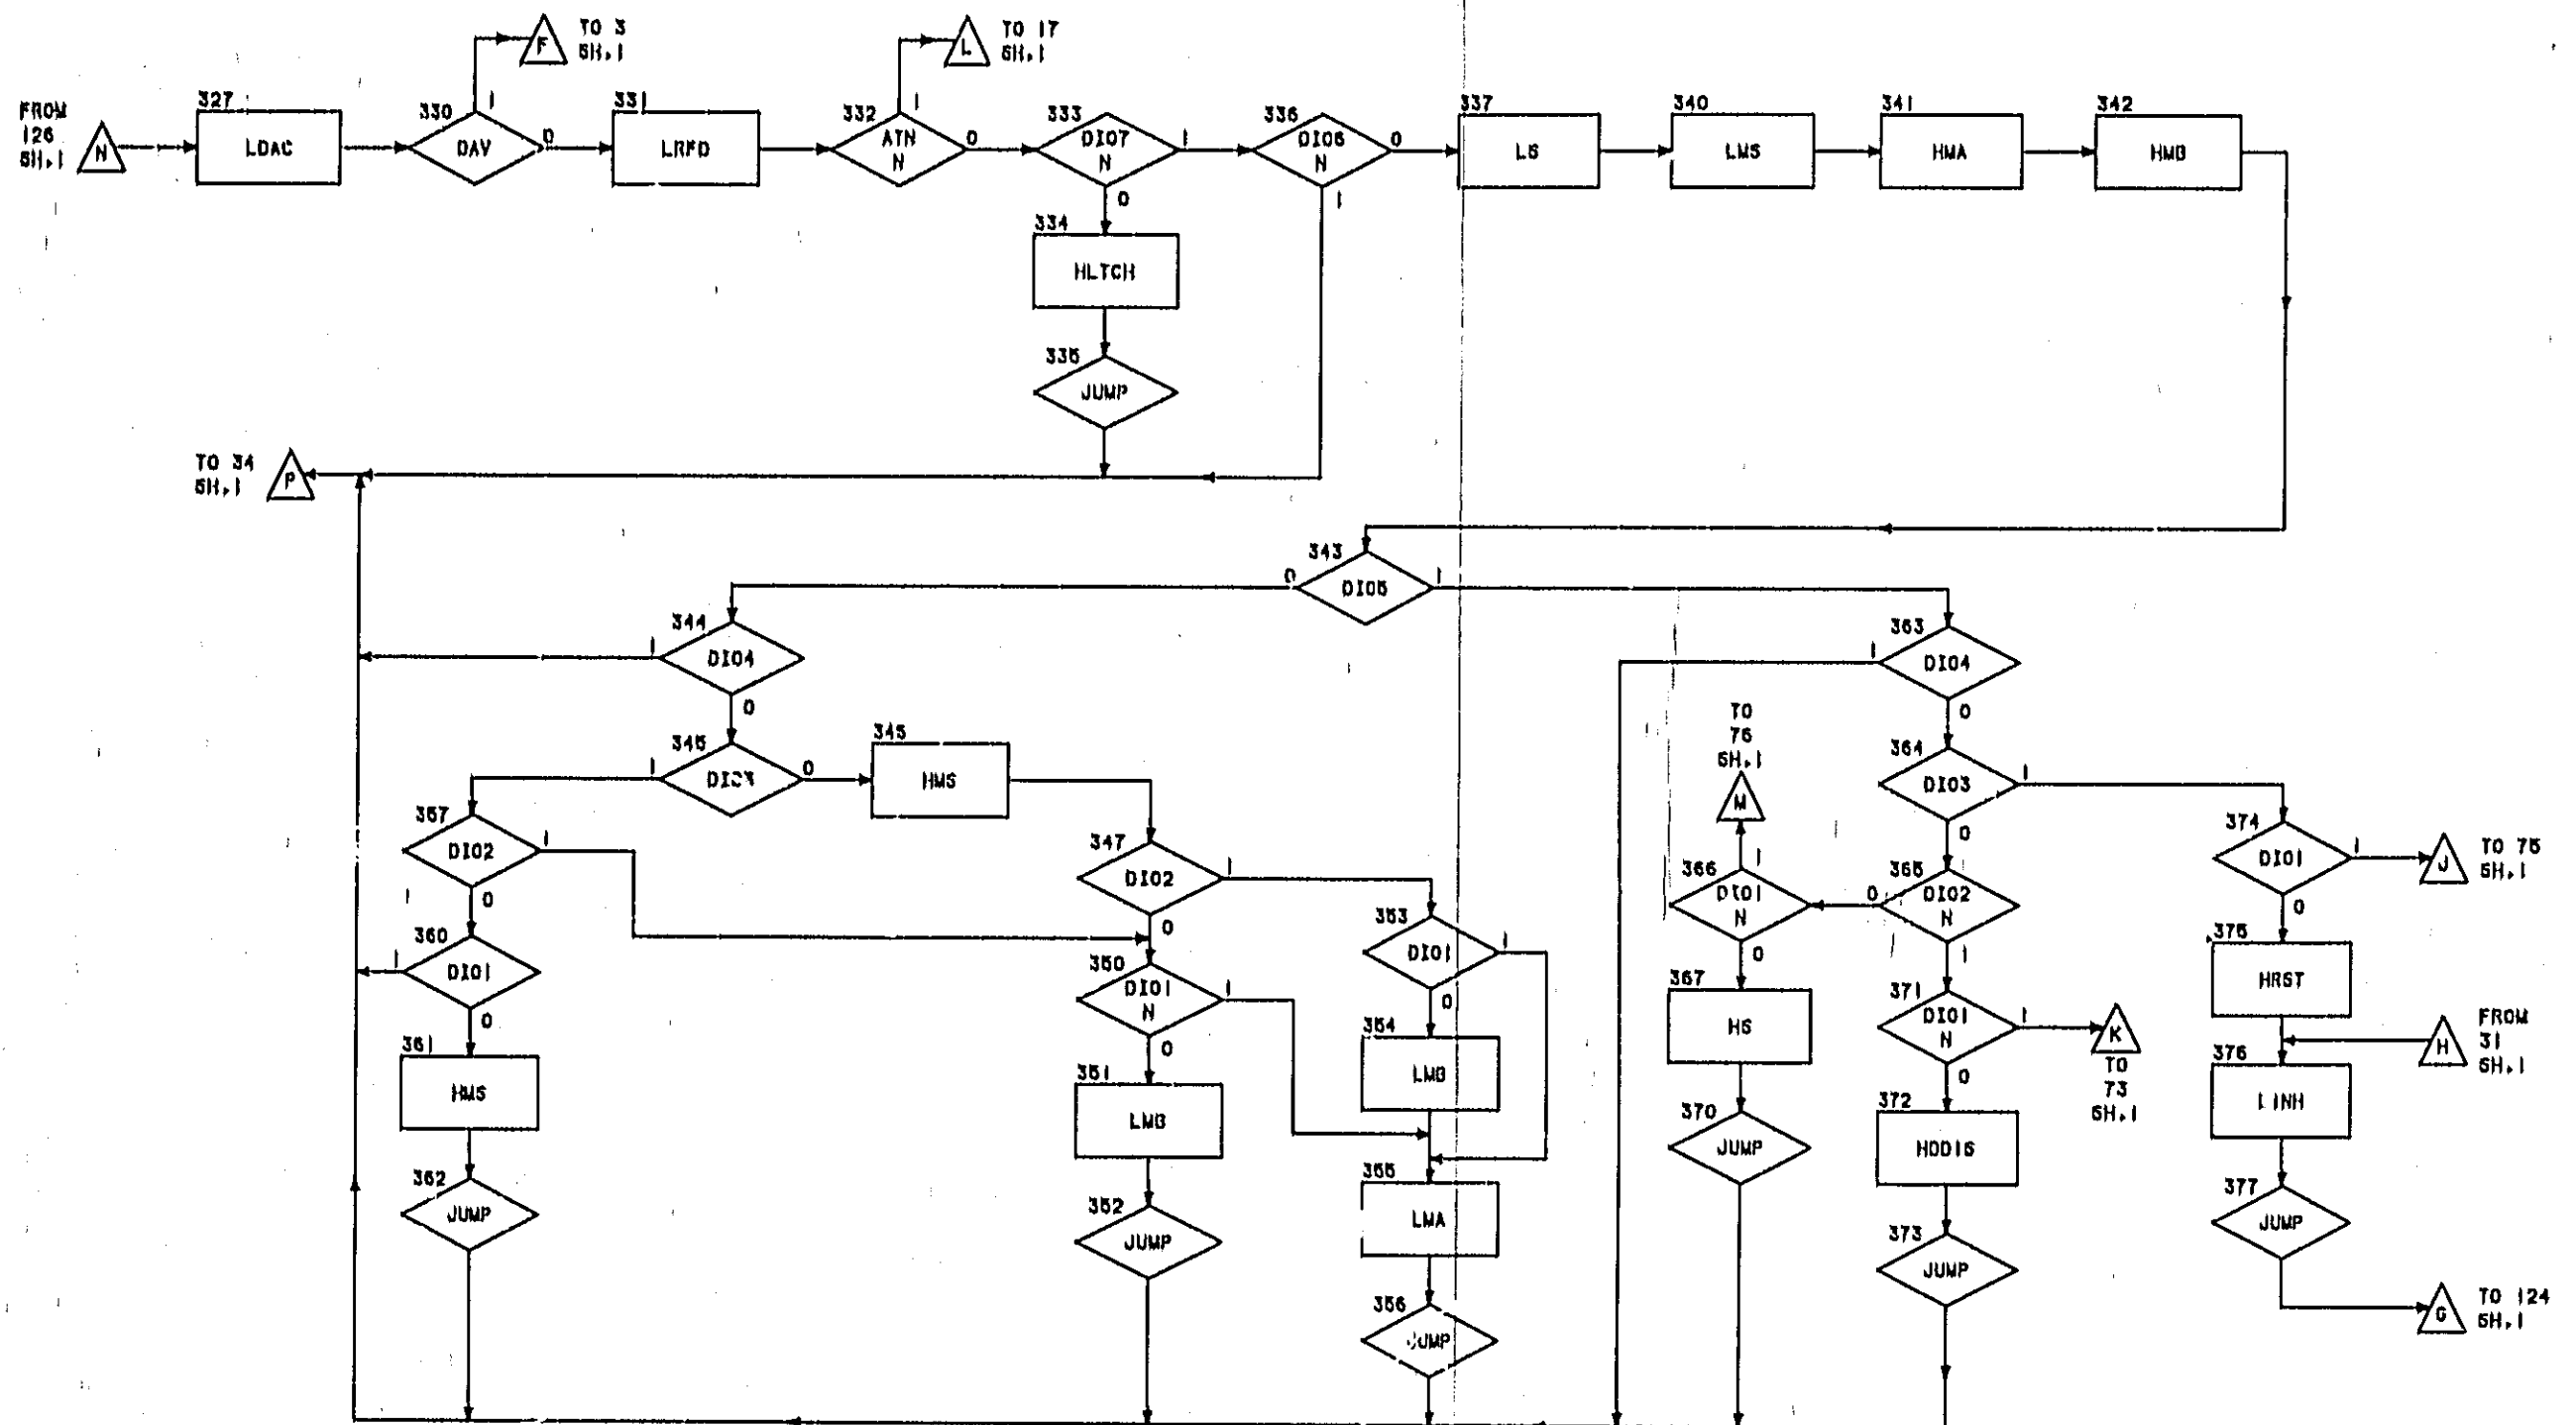 TO 3
SH.1
F
TO 17
SH.1
L
FROM
126
SH.1
N
327
LDAC
330
DAV
1
0
331
LRFD
332
ATN
N
1
0
333
DIO7
N
1
0
336
DIO6
N
0
1
337
LS
340
LMS
341
HMA
342
HMB
334
HLTCH
335
JUMP
TO 34
SH.1
P
343
DIO5
0
1
344
DIO4
1
0
363
DIO4
1
0
345
1
0
345
HMS
TO
76
SH.1
M
364
DIO3
1
0
357
DIO2
1
0
347
DIO2
1
0
366
DIO1
N
1
0
365
DIO2
N
0
1
374
DIO1
1
0
J
TO 75
SH.1
360
DIO1
1
0
350
DIO1
N
1
0
353
DIO1
1
0
367
HS
371
DIO1
N
1
0
K
TO
73
SH.1
375
HRST
H
FROM
31
SH.1
361
HMS
351
LMB
354
LMB
370
JUMP
372
HDDIS
376
LINH
362
JUMP
352
JUMP
355
LMA
373
JUMP
377
JUMP
356
JUMP
G
TO 124
SH.1